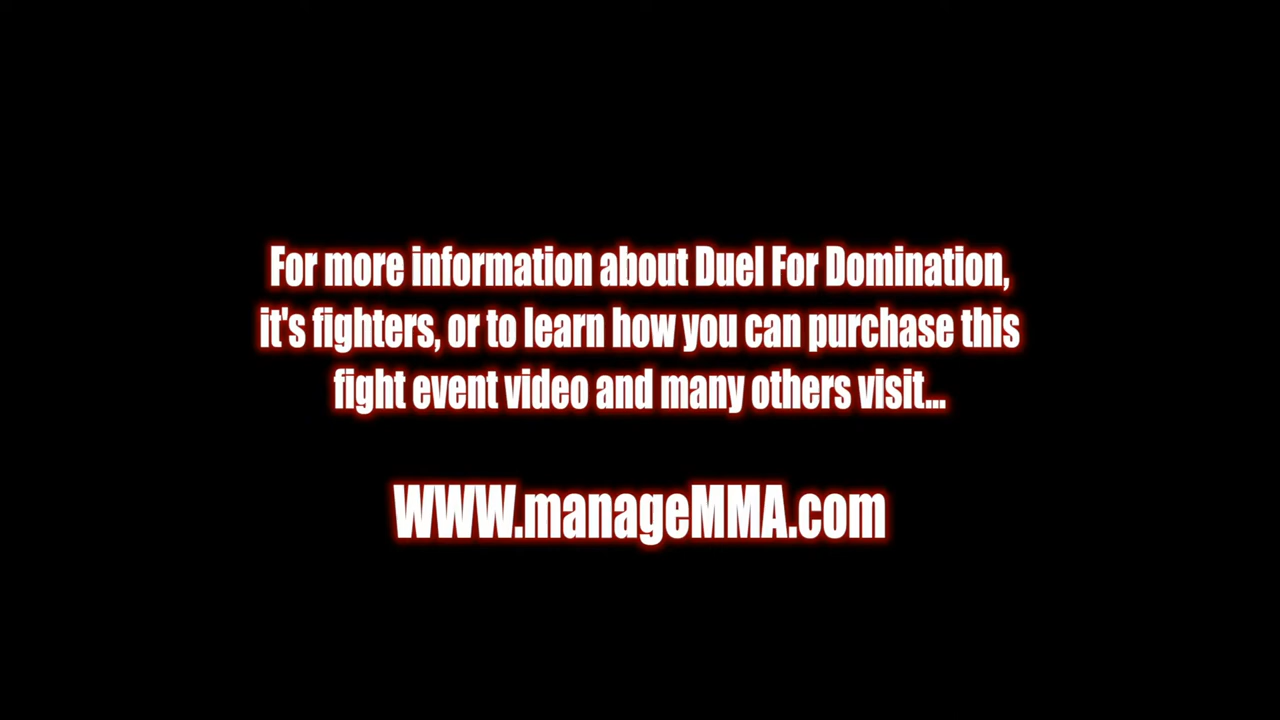 For more information about Duel For Domination,
it's fighters, or to learn how you can purchase this
fight event video and many others visit...
WWW.manageMMA.com